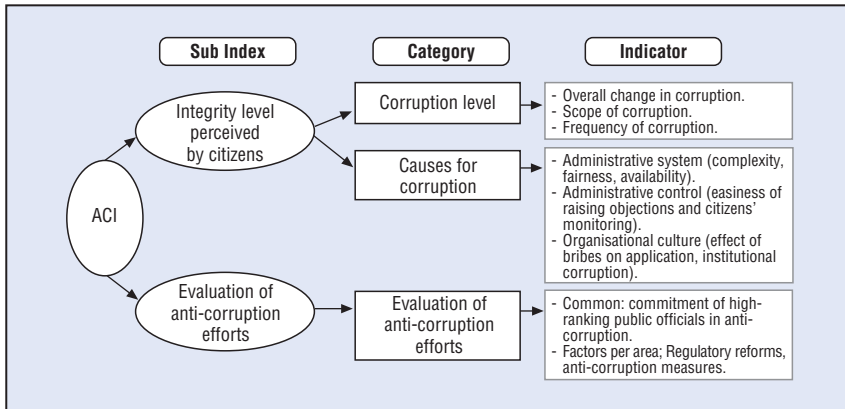 Sub Index
Category
Indicator
ACI
Integrity level
perceived
by citizens
Corruption level
- Overall change in corruption.
- Scope of corruption.
- Frequency of corruption.
Causes for
corruption
- Administrative system (complexity,
fairness, availability).
- Administrative control (easiness of
raising objections and citizens'
monitoring).
- Organisational culture (effect of
bribes on application, institutional
corruption).
Evaluation of
anti-corruption
efforts
Evaluation of
anti-corruption
efforts
- Common: commitment of high-
ranking public officials in anti-
corruption.
- Factors per area; Regulatory reforms,
anti-corruption measures.